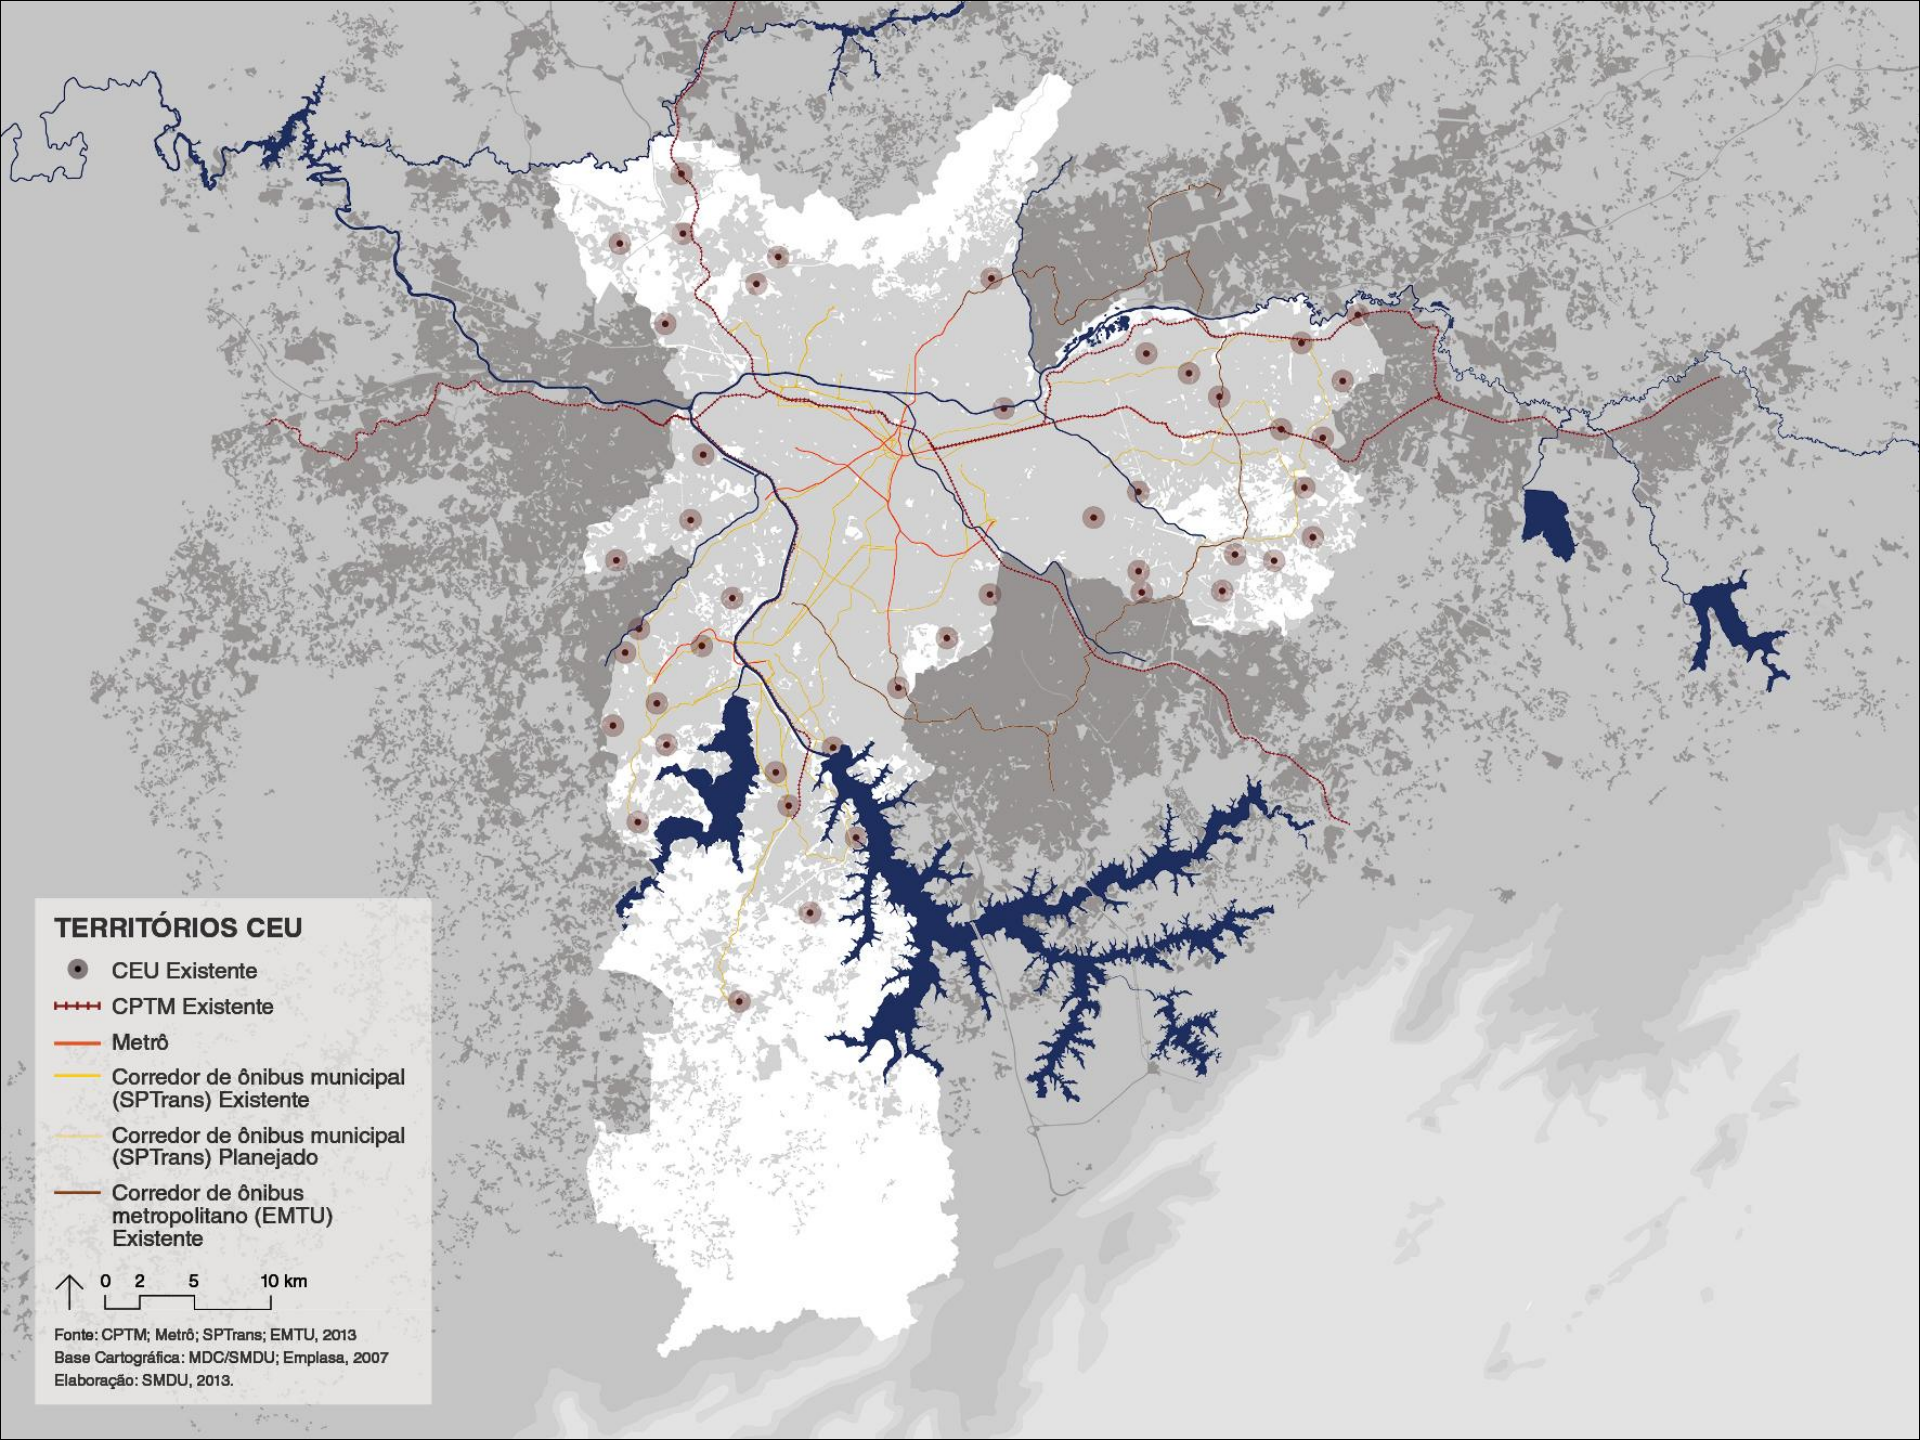 TERRITÓRIOS CEU
CEU Existente
CPTM Existente
Metrô
Corredor de ônibus municipal
(SPTrans) Existente
Corredor de ônibus municipal
(SPTrans) Planejado
Corredor de ônibus
metropolitano (EMTU)
Existente
0 2 5 10 km
Fonte: CPTM; Metrô; SPTrans; EMTU, 2013
Base Cartográfica: MDC/SMDU; Emplasa, 2007
Elaboração: SMDU, 2013.